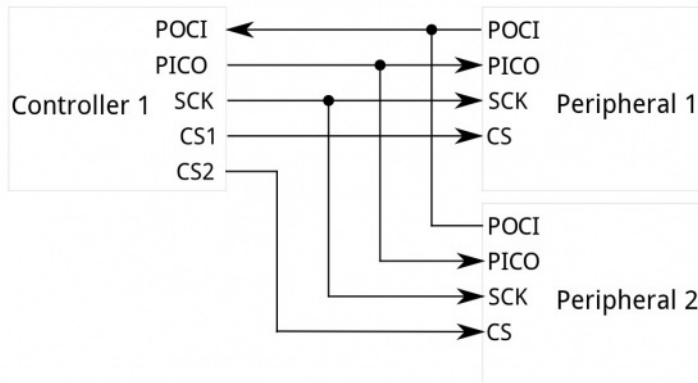 POCI
PICO
SCK
CS1
CS2
Controller 1
POCI
PICO
SCK
CS
Peripheral 1
POCI
PICO
SCK
CS
Peripheral 2